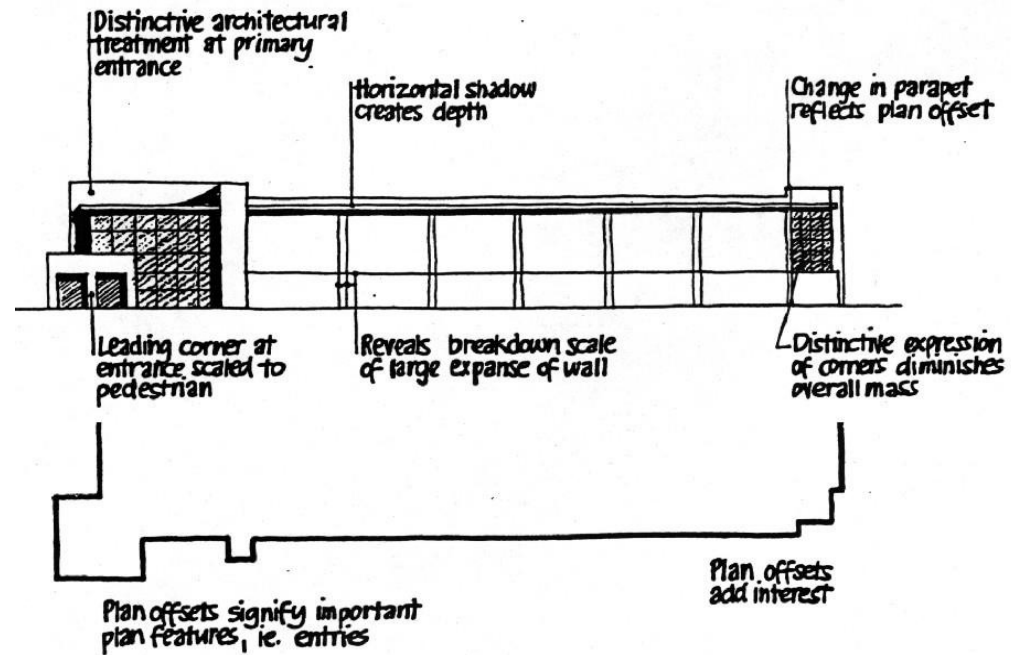 Distinctive architectural
treatment at primary
entrance
Horizontal shadow
creates depth
Change in parapet
reflects plan offset
Leading corner at
entrance scaled to
pedestrian
Reveals breakdown scale
of large expanse of wall
Distinctive expression
of corners diminishes
overall mass
Plan offsets signify important
plan features, ie. entries
Plan offsets
add interest